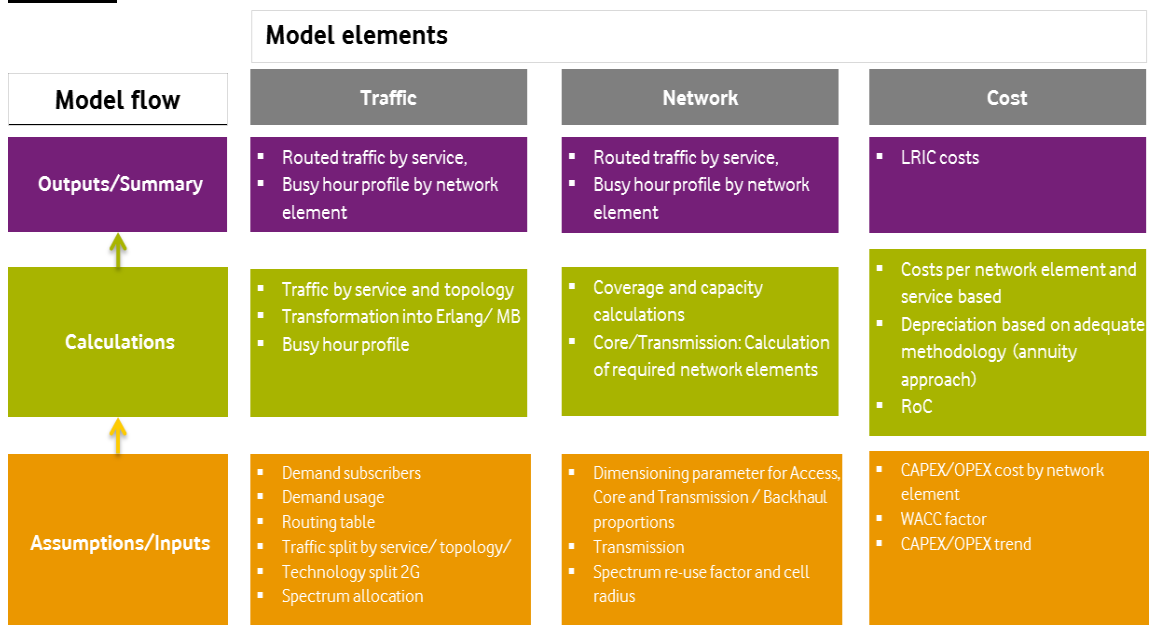 Model elements
Model flow
Traffic
Network
Cost
Outputs/Summary
▪ Routed traffic by service,
▪ Busy hour profile by network
element
▪ Routed traffic by service,
▪ Busy hour profile by network
element
▪ LRIC costs
Calculations
▪ Traffic by service and topology
▪ Transformation into Erlang/ MB
▪ Busy hour profile
▪ Coverage and capacity
calculations
▪ Core/Transmission: Calculation
of required network elements
▪ Costs per network element and
service based
▪ Depreciation based on adequate
methodology (annuity
approach)
▪ RoC
Assumptions/Inputs
▪ Demand subscribers
▪ Demand usage
▪ Routing table
▪ Traffic split by service/ topology/
▪ Technology split 2G
▪ Spectrum allocation
▪ Dimensioning parameter for Access,
Core and Transmission / Backhaul
proportions
▪ Transmission
▪ Spectrum re-use factor and cell
radius
▪ CAPEX/OPEX cost by network
element
▪ WACC factor
▪ CAPEX/OPEX trend